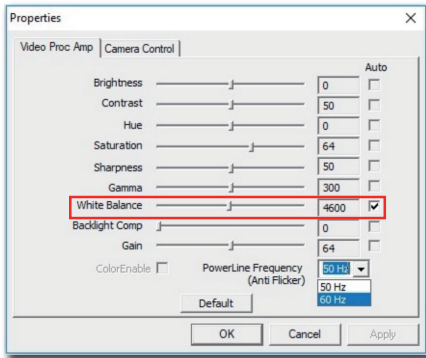 Properties
Video Proc Amp Camera Control
Auto
Brightness 0
Contrast 50
Hue 0
Saturation 64
Sharpness 50
Gamma 300
White Balance 4600
Backlight Comp 0
Gain 64
ColorEnable PowerLine Frequency 50 Hz
(Anti Flicker)
50 Hz
60 Hz
Default
OK Cancel Apply